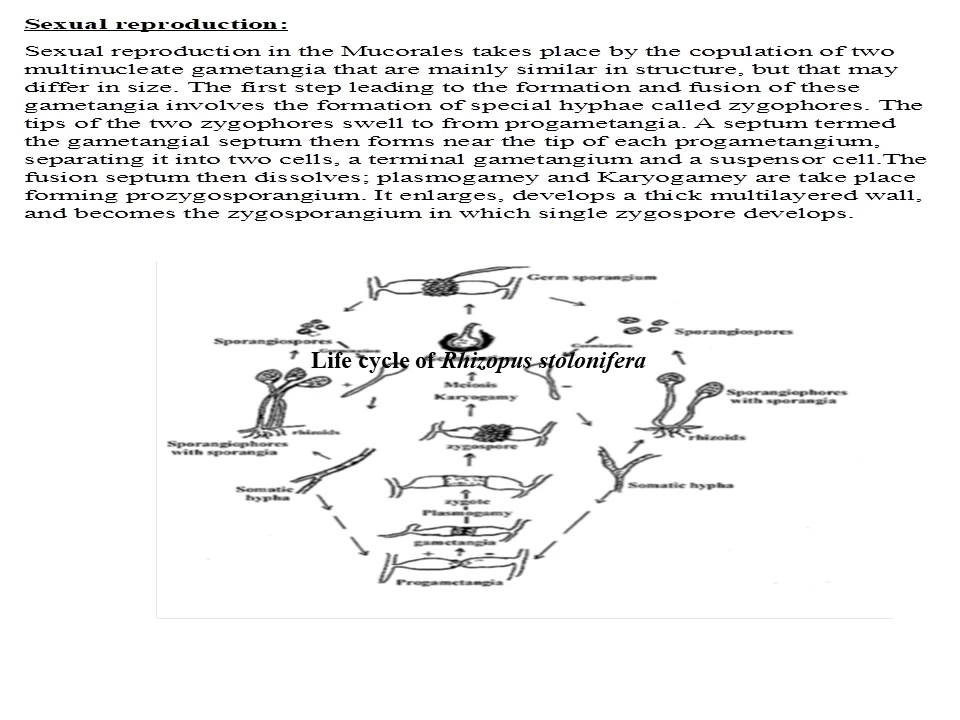 Sexual reproduction:
Sexual reproduction in the Mucorales takes place by the copulation of two
multinucleate gametangia that are mainly similar in structure, but that may
differ in size. The first step leading to the formation and fusion of these
gametangia involves the formation of special hyphae called zygophores. The
tips of the two zygophores swell to from progametangia. A septum termed
the gametangial septum then forms near the tip of each progametangium,
separating it into two cells, a terminal gametangium and a suspensor cell.The
fusion septum then dissolves; plasmogamey and Karyogamey are take place
forming prozygosporangium. It enlarges, develops a thick multilayered wall,
and becomes the zygosporangium in which single zygospore develops.
Germ sporangium
Sporangiospores
Sporangiospores
Germination
Life cycle of Rhizopus stolonifera
+
−
Meiosis
Karyogamy
Sporangiophores
with sporangia
rhizoids
rhizoids
Sporangiophores
with sporangia
zygospore
Somatic
hypha
Somatic hypha
zygote
Plasmogamy
gametangia
+ −
Progametangia